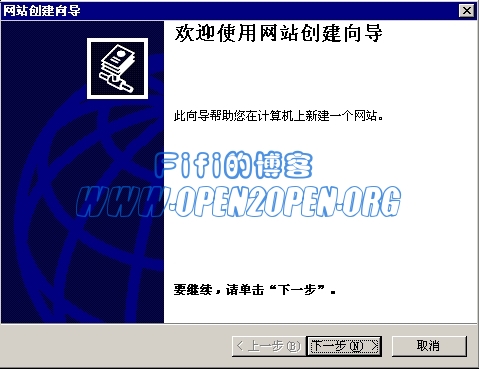 网站创建向导
欢迎使用网站创建向导
此向导帮助您在计算机上新建一个网站。
Fifi的博客
WWW.OPEN2OPEN.ORG
要继续，请单击“下一步”。
< 上一步(B)
下一步(N) >
取消